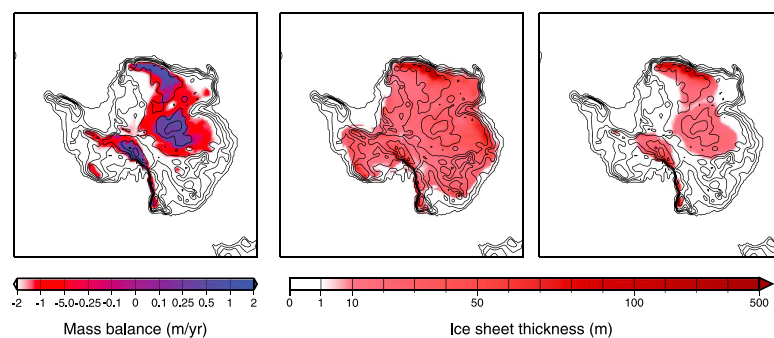 -2 -1 -5.0-0.25-0.1 0 0.1 0.25 0.5 1 2
Mass balance (m/yr)
0 1 10 50 100 500
Ice sheet thickness (m)